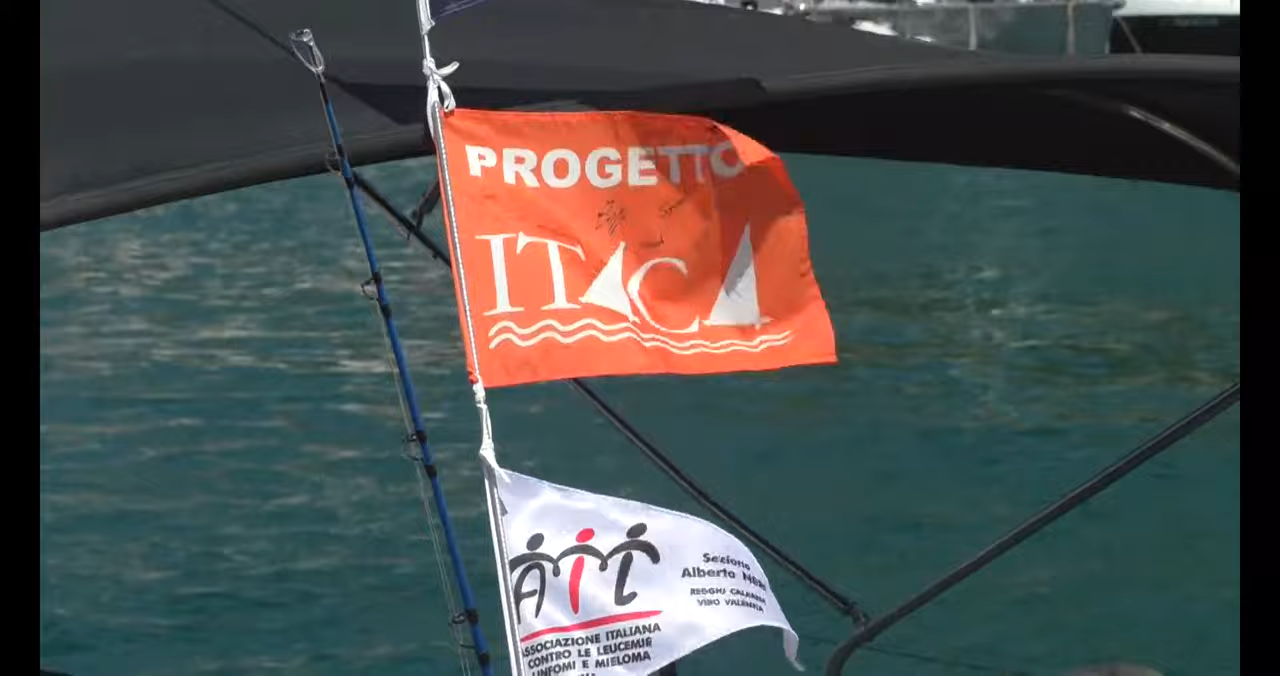 PROGETTO
ITACA
AIL
Sezione
Alberto
REGGIO CALABRIA
VIBO VALENTIA
ASSOCIAZIONE ITALIANA
CONTRO LE LEUCEMIE
LINFOMI E MIELOMA